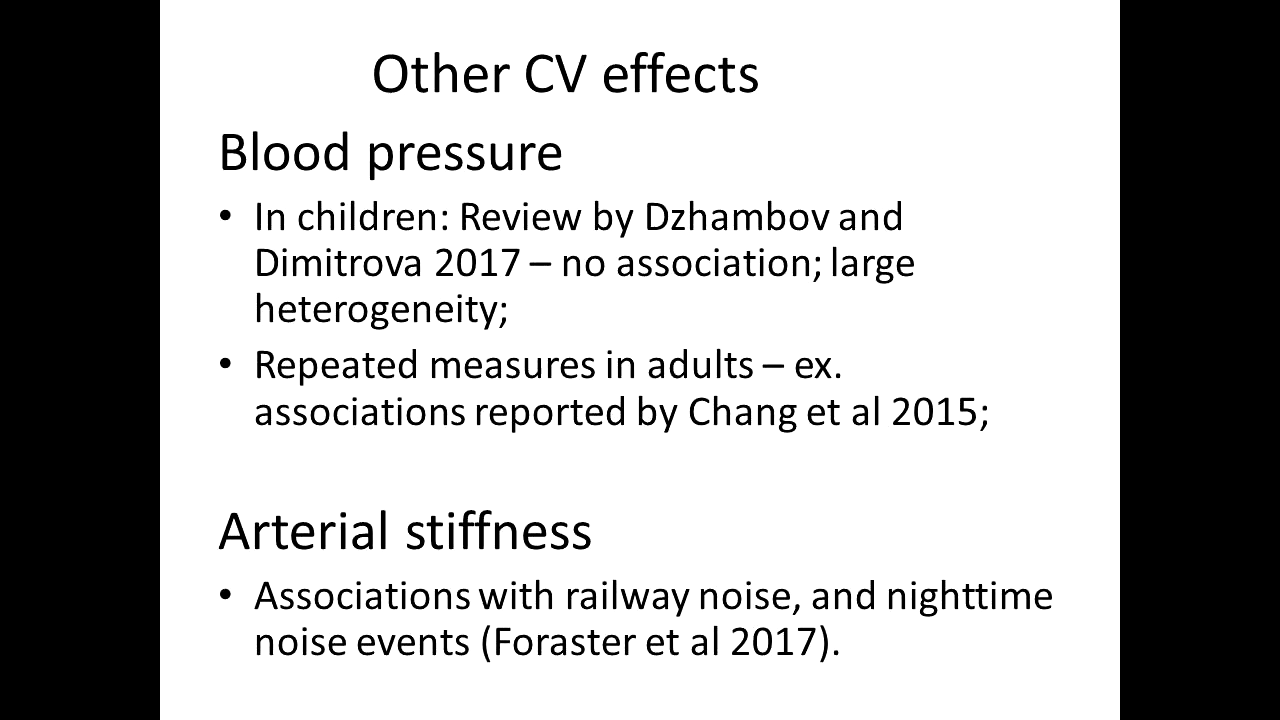 Other CV effects
Blood pressure
• In children: Review by Dzhambov and
Dimitrova 2017 – no association; large
heterogeneity;
• Repeated measures in adults – ex.
associations reported by Chang et al 2015;
Arterial stiffness
• Associations with railway noise, and nighttime
noise events (Foraster et al 2017).